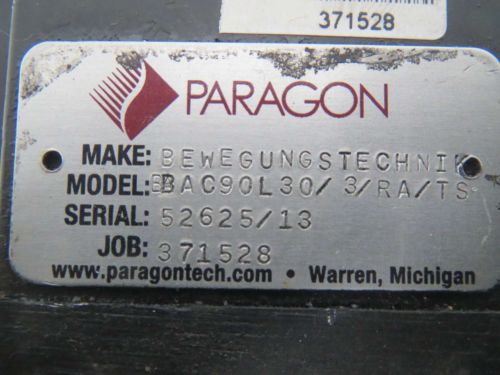 371528
PARAGON
MAKE: BEWEGUNGSTECHNIK
MODEL: BAC90L30/3/RA/TS
SERIAL: 52625/13
JOB: 371528
www.paragontech.com • Warren, Michigan